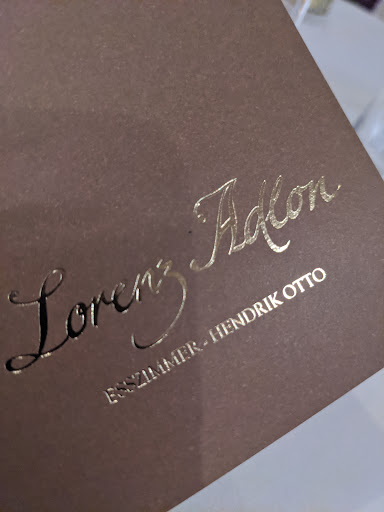 Lorenz Adlon
ESSZIMMER - HENDRIK OTTO